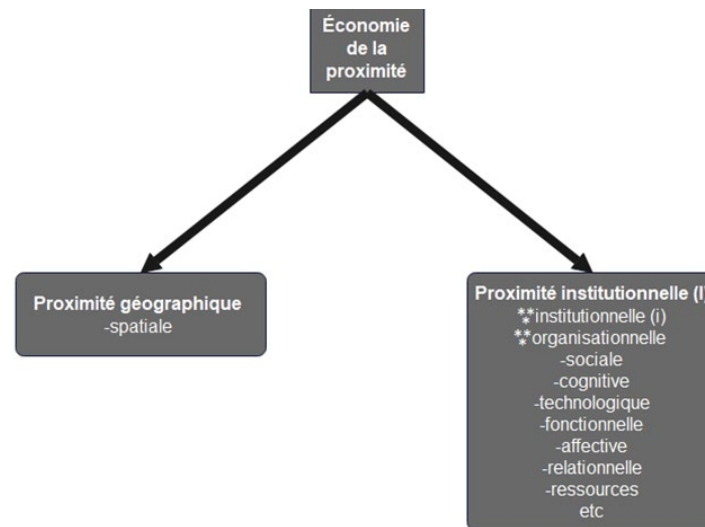 Économie
de la
proximité
Proximité géographique
-spatiale
Proximité institutionnelle (I)
⁂institutionnelle (i)
⁂organisationnelle
-sociale
-cognitive
-technologique
-fonctionnelle
-affective
-relationnelle
-ressources
etc